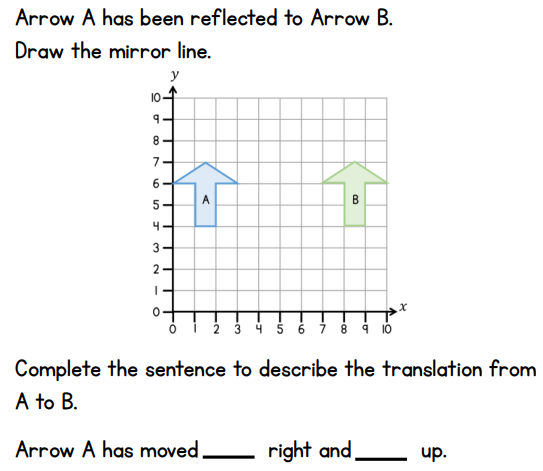 Arrow A has been reflected to Arrow B.
Draw the mirror line.
y
10
9
8
7
6
5
4
3
2
1
0
A
B
x
0 1 2 3 4 5 6 7 8 9 10
Complete the sentence to describe the translation from
A to B.
Arrow A has moved ____ right and ____ up.